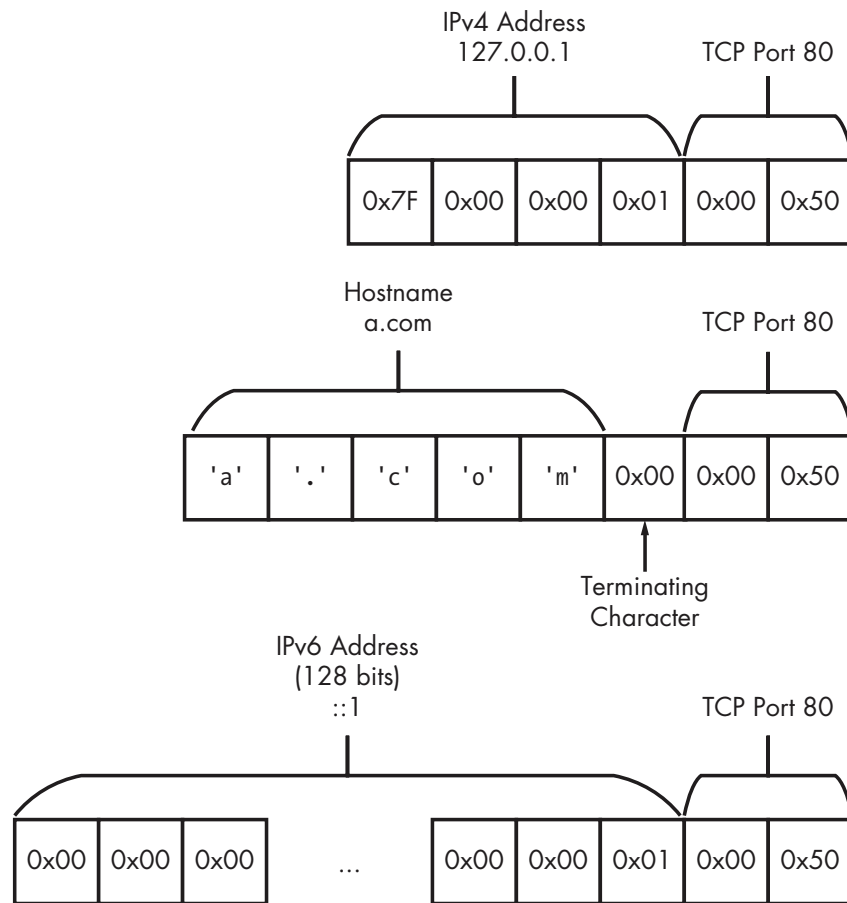 IPv4 Address
127.0.0.1
TCP Port 80
0x7F 0x00 0x00 0x01 0x00 0x50
Hostname
a.com
TCP Port 80
'a' '.' 'c' 'o' 'm' 0x00 0x00 0x50
Terminating
Character
IPv6 Address
(128 bits)
::1
TCP Port 80
0x00 0x00 0x00 ... 0x00 0x00 0x01 0x00 0x50